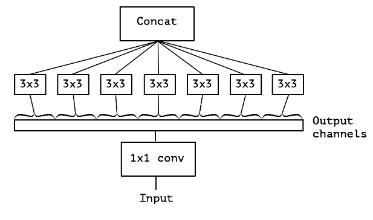 Concat
3x3 3x3 3x3 3x3 3x3 3x3 3x3
Output
channels
1x1 conv
Input